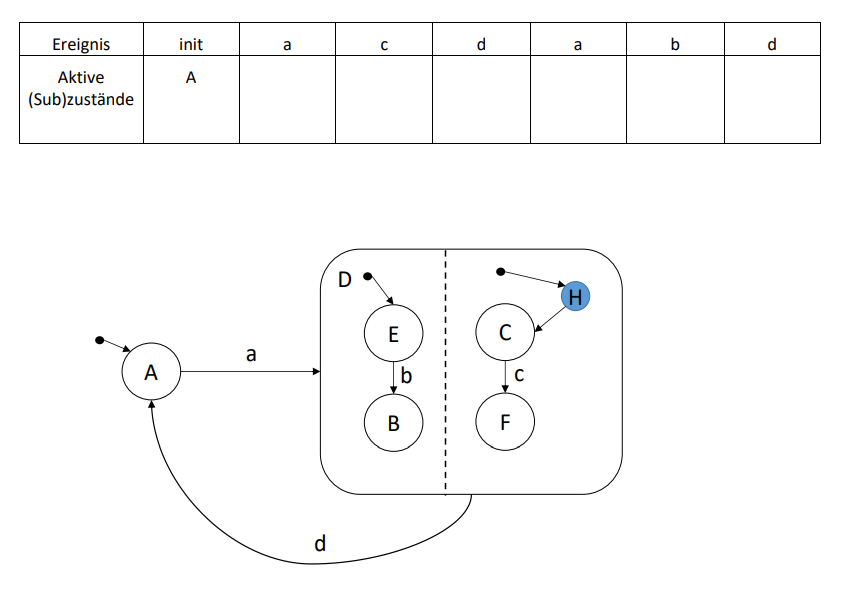 Ereignis init a c d a b d
Aktive A
(Sub)zustände
D
H
E C
a
A
b c
B F
d